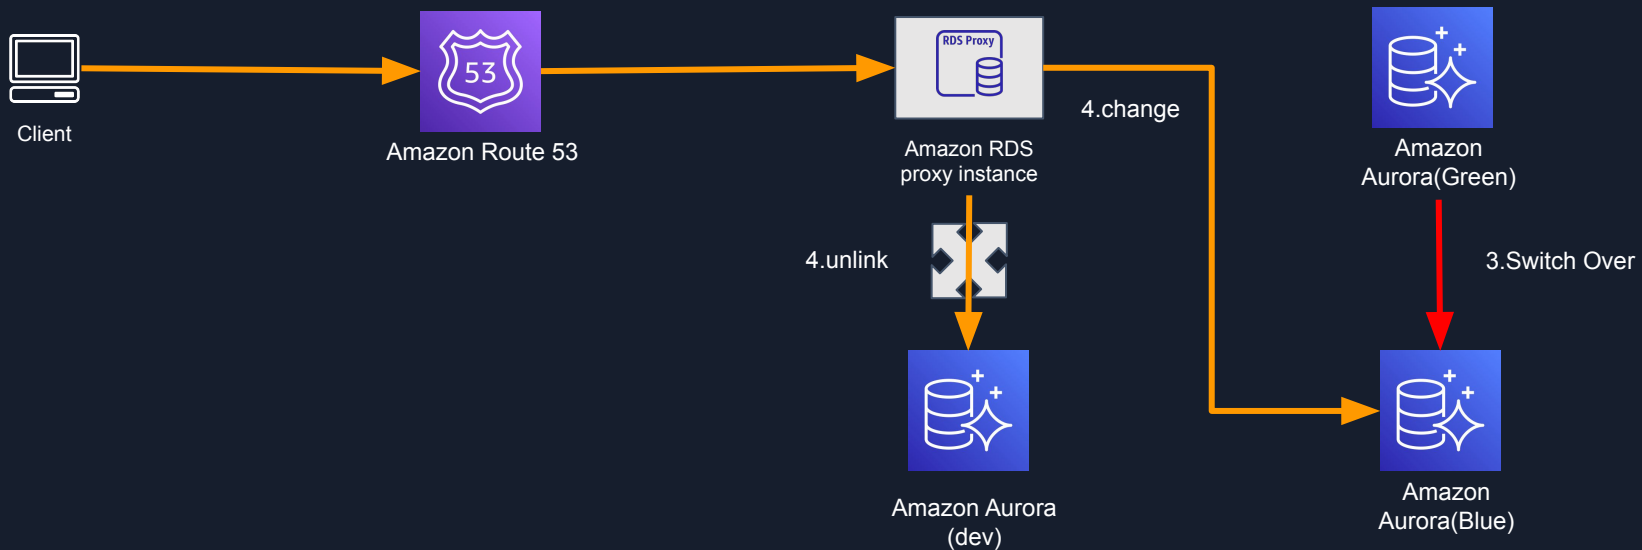 Client
53
Amazon Route 53
RDS Proxy
Amazon RDS
proxy instance
4.change
4.unlink
Amazon Aurora
(dev)
Amazon
Aurora(Green)
3.Switch Over
Amazon
Aurora(Blue)